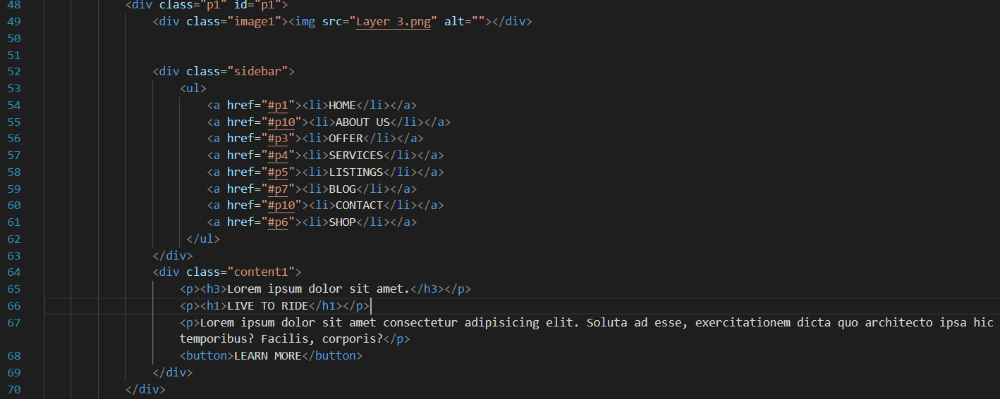 48 <div class="p1" id="p1">
49 <div class="image1"><img src="Layer 3.png" alt=""></div>
50
51
52 <div class="sidebar">
53 <ul>
54 <a href="#p1"><li>HOME</li></a>
55 <a href="#p10"><li>ABOUT US</li></a>
56 <a href="#p3"><li>OFFER</li></a>
57 <a href="#p4"><li>SERVICES</li></a>
58 <a href="#p5"><li>LISTINGS</li></a>
59 <a href="#p7"><li>BLOG</li></a>
60 <a href="#p10"><li>CONTACT</li></a>
61 <a href="#p6"><li>SHOP</li></a>
62 </ul>
63 </div>
64 <div class="content1">
65 <p><h3>Lorem ipsum dolor sit amet.</h3></p>
66 <p><h1>LIVE TO RIDE</h1></p>
67 <p>Lorem ipsum dolor sit amet consectetur adipisicing elit. Soluta ad esse, exercitationem dicta quo architecto ipsa hic
temporibus? Facilis, corporis?</p>
68 <button>LEARN MORE</button>
69 </div>
70 </div>